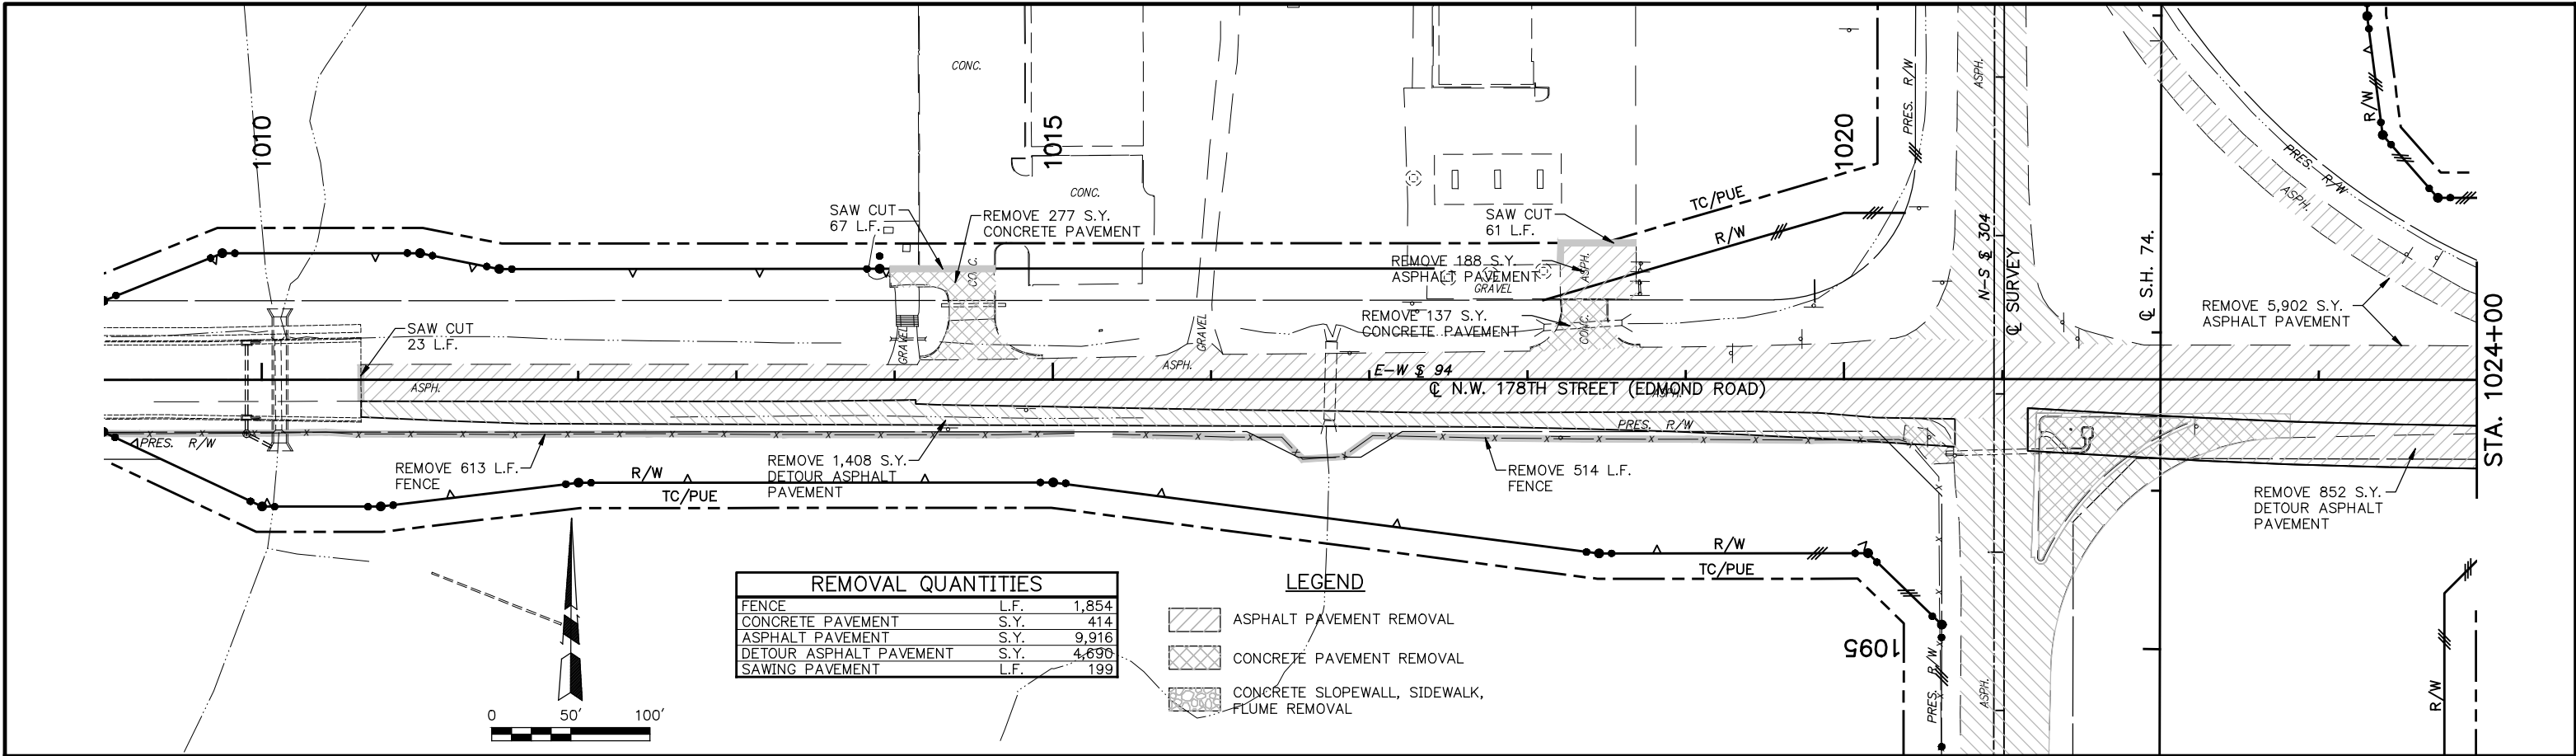 1010
1015
1020
CONC.
CONC.
SAW CUT
67 L.F.
REMOVE 277 S.Y.
CONCRETE PAVEMENT
SAW CUT
61 L.F.
TC/PUE
R/W
PRES. R/W
ASPH.
N-S ⅊ 304
℄ SURVEY
℄ S.H. 74.
PRES. R/W
ASPH.
R/W
REMOVE 188 S.Y.
ASPHALT PAVEMENT
ASPH.
GRAVEL
REMOVE 137 S.Y.
CONCRETE PAVEMENT
CONC.
REMOVE 5,902 S.Y.
ASPHALT PAVEMENT
SAW CUT
23 L.F.
GRAVEL
GRAVEL
ASPH.
ASPH.
E-W ⅊ 94
℄ N.W. 178TH STREET (EDMOND ROAD)
ASPH.
STA. 1024+00
PRES. R/W
PRES. R/W
REMOVE 613 L.F.
FENCE
R/W
TC/PUE
REMOVE 1,408 S.Y.
DETOUR ASPHALT
PAVEMENT
REMOVE 514 L.F.
FENCE
REMOVE 852 S.Y.
DETOUR ASPHALT
PAVEMENT
R/W
TC/PUE
REMOVAL QUANTITIES
FENCE L.F. 1,854
CONCRETE PAVEMENT S.Y. 414
ASPHALT PAVEMENT S.Y. 9,916
DETOUR ASPHALT PAVEMENT S.Y. 4,690
SAWING PAVEMENT L.F. 199
LEGEND
ASPHALT PAVEMENT REMOVAL
CONCRETE PAVEMENT REMOVAL
CONCRETE SLOPEWALL, SIDEWALK,
FLUME REMOVAL
1095
PRES. R/W
ASPH.
R/W
0 50' 100'